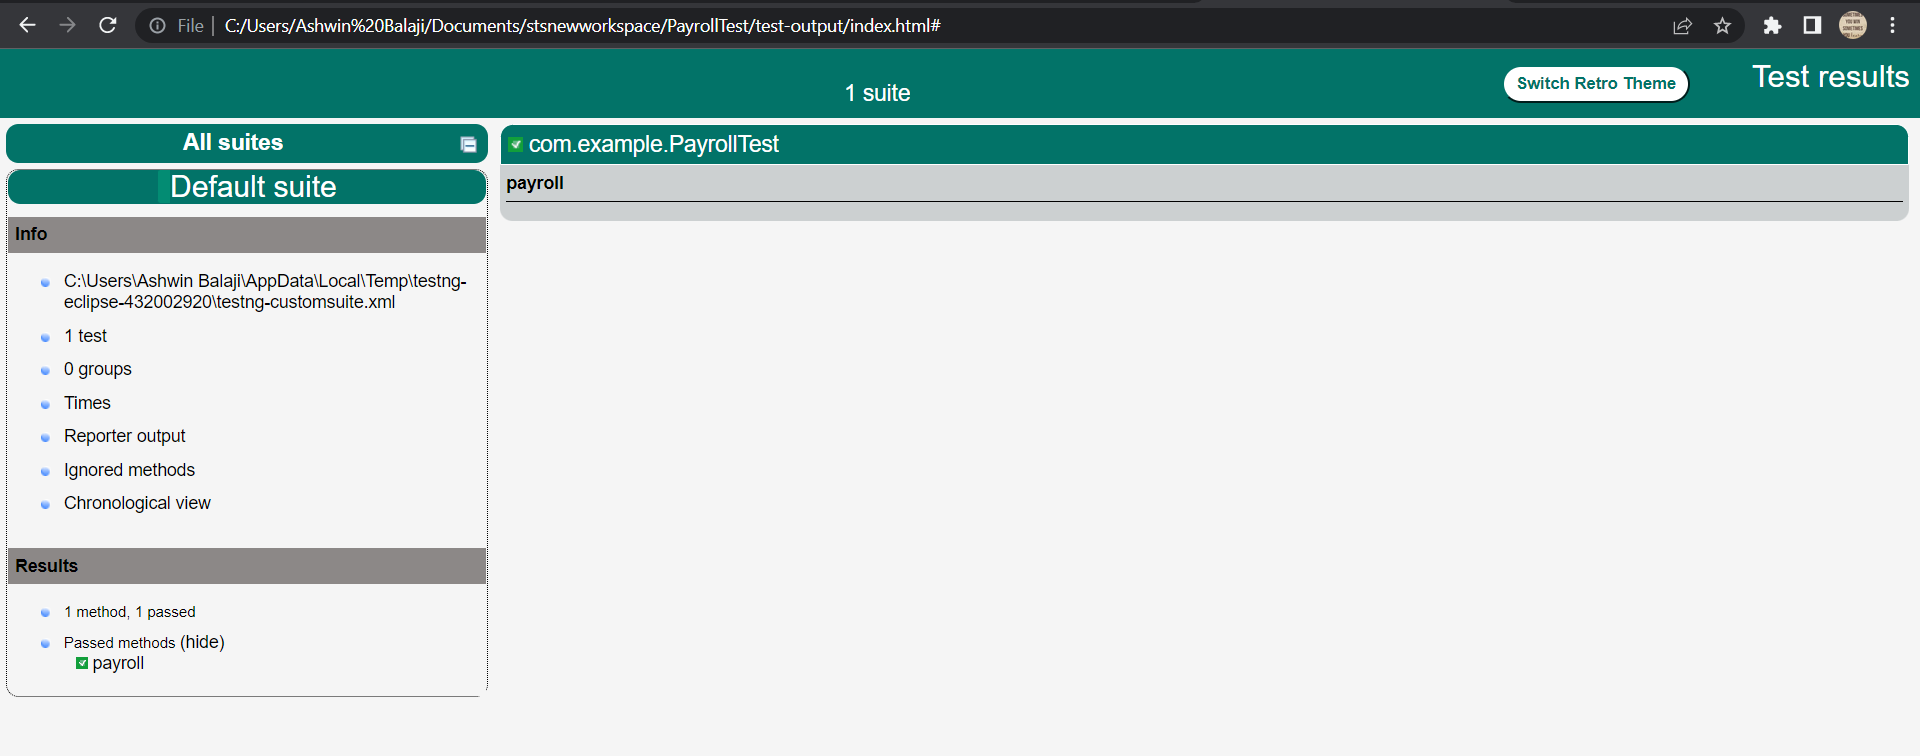 File
C:/Users/Ashwin%20Balaji/Documents/stsnewworkspace/PayrollTest/test-output/index.html#
1 suite
Switch Retro Theme
Test results
All suites
Default suite
Info
C:\Users\Ashwin Balaji\AppData\Local\Temp\testng-
eclipse-432002920\testng-customsuite.xml
1 test
0 groups
Times
Reporter output
Ignored methods
Chronological view
Results
1 method, 1 passed
Passed methods (hide)
payroll
com.example.PayrollTest
payroll